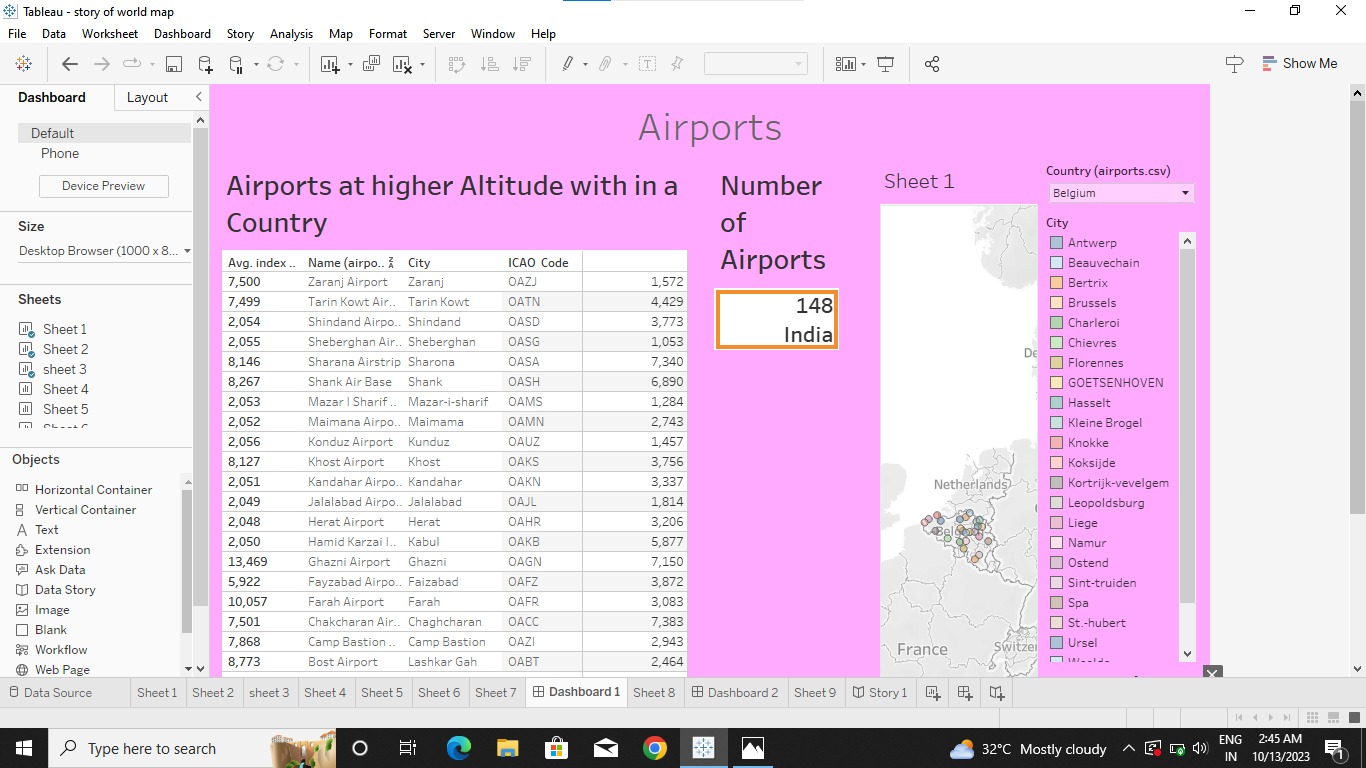 Tableau - story of world map
File Data Worksheet Dashboard Story Analysis Map Format Server Window Help
Show Me
Dashboard Layout
Default
Phone
Device Preview
Size
Desktop Browser (1000 x 8...
Sheets
Sheet 1
Sheet 2
sheet 3
Sheet 4
Sheet 5
Objects
Horizontal Container
Vertical Container
Text
Extension
Ask Data
Data Story
Image
Blank
Workflow
Web Page
Airports
Airports at higher Altitude with in a
Country
Avg. index .. Name (airpo.. City ICAO Code
7,500 Zaranj Airport Zaranj OAZJ 1,572
7,499 Tarin Kowt Air.. Tarin Kowt OATN 4,429
2,054 Shindand Airpo.. Shindand OASD 3,773
2,055 Sheberghan Air.. Sheberghan OASG 1,053
8,146 Sharana Airstrip Sharona OASA 7,340
8,267 Shank Air Base Shank OASH 6,890
2,053 Mazar I Sharif .. Mazar-i-sharif OAMS 1,284
2,052 Maimana Airpo.. Maimama OAMN 2,743
2,056 Konduz Airport Kunduz OAUZ 1,457
8,127 Khost Airport Khost OAKS 3,756
2,051 Kandahar Airpo.. Kandahar OAKN 3,337
2,049 Jalalabad Airpo.. Jalalabad OAJL 1,814
2,048 Herat Airport Herat OAHR 3,206
2,050 Hamid Karzai I.. Kabul OAKB 5,877
13,469 Ghazni Airport Ghazni OAGN 7,150
5,922 Fayzabad Airpo.. Faizabad OAFZ 3,872
10,057 Farah Airport Farah OAFR 3,083
7,501 Chakcharan Air.. Chaghcharan OACC 7,383
7,868 Camp Bastion .. Camp Bastion OAZI 2,943
8,773 Bost Airport Lashkar Gah OABT 2,464
Number
of
Airports
148
India
Sheet 1
De
Netherlands
Belgium
France
Switzer
Country (airports.csv)
Belgium
City
Antwerp
Beauvechain
Bertrix
Brussels
Charleroi
Chievres
Florennes
GOETSENHOVEN
Hasselt
Kleine Brogel
Knokke
Koksijde
Kortrijk-vevelgem
Leopoldsburg
Liege
Namur
Ostend
Sint-truiden
Spa
St.-hubert
Ursel
Data Source Sheet 1 Sheet 2 sheet 3 Sheet 4 Sheet 5 Sheet 6 Sheet 7 Dashboard 1 Sheet 8 Dashboard 2 Sheet 9 Story 1
Type here to search
32°C Mostly cloudy
ENG
IN
2:45 AM
10/13/2023
1